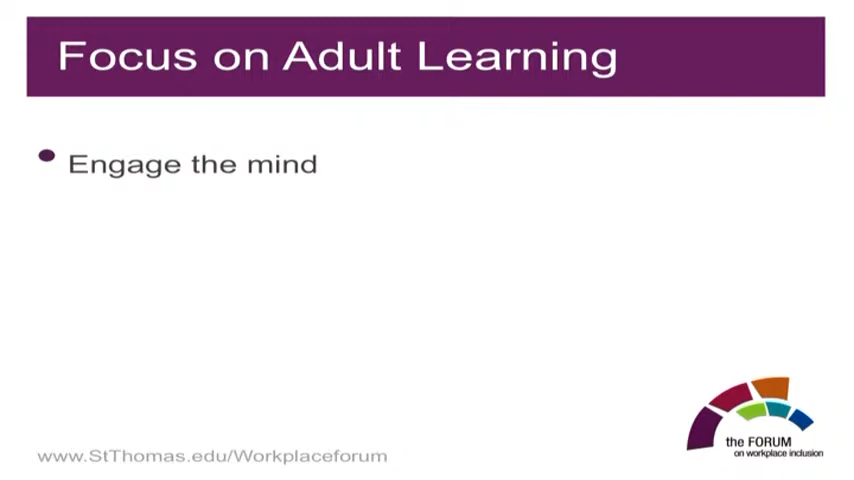 Focus on Adult Learning
Engage the mind
the FORUM
on workplace inclusion
www.StThomas.edu/Workplaceforum